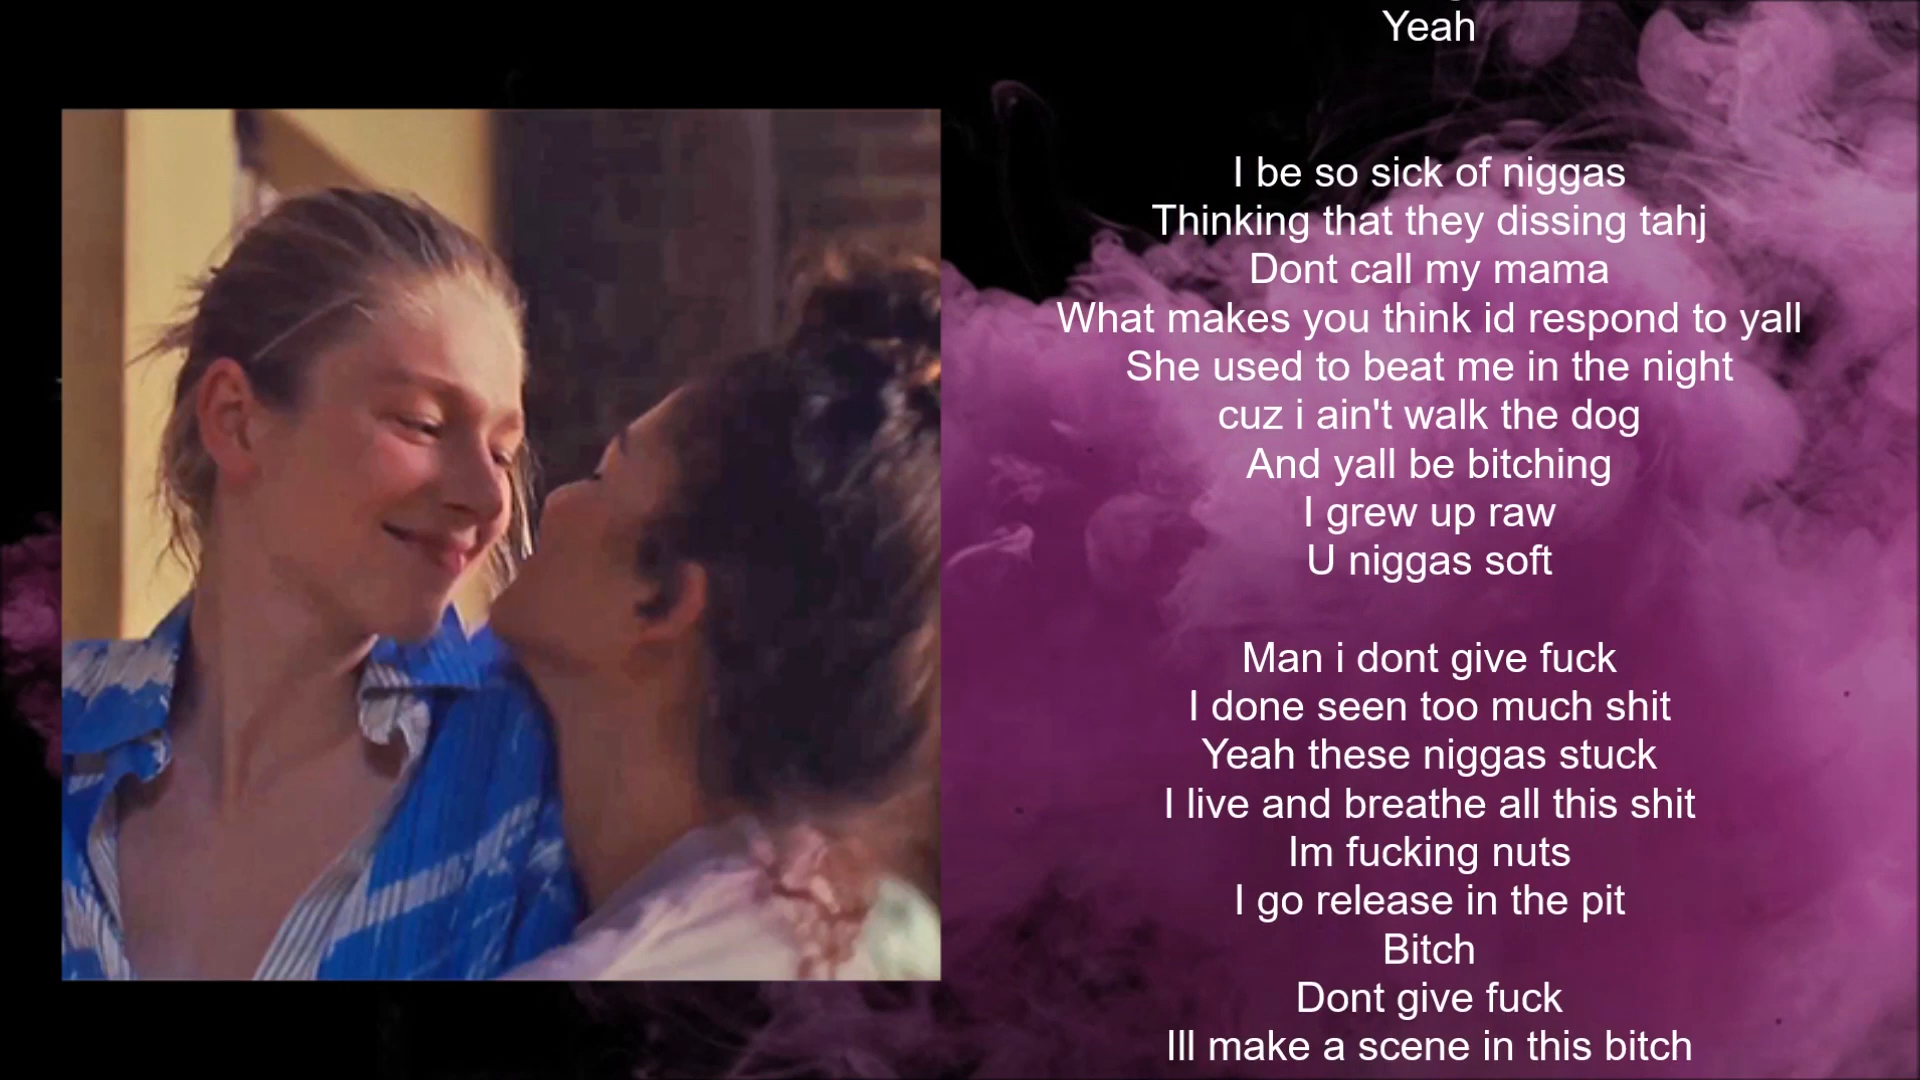 Yeah
I be so sick of niggas
Thinking that they dissing tahj
Dont call my mama
What makes you think id respond to yall
She used to beat me in the night
cuz i ain't walk the dog
And yall be bitching
I grew up raw
U niggas soft
Man i dont give fuck
I done seen too much shit
Yeah these niggas stuck
I live and breathe all this shit
Im fucking nuts
I go release in the pit
Bitch
Dont give fuck
Ill make a scene in this bitch